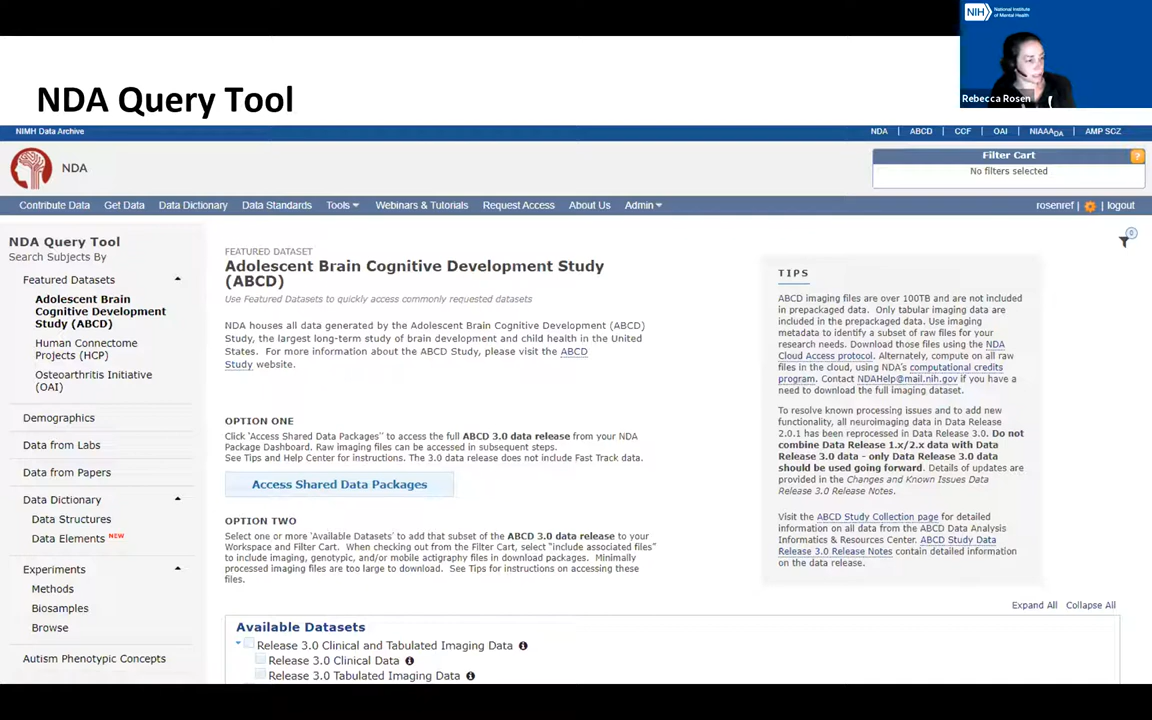 NIH
National Institute
of Mental Health
Rebecca Rosen
NDA Query Tool
NIMH Data Archive
NDA | ABCD | CCF | OAI | NIAAADA | AMP SCZ
NDA
Filter Cart
?
No filters selected
Contribute Data Get Data Data Dictionary Data Standards Tools Webinars & Tutorials Request Access About Us Admin
rosenref | | logout
0
NDA Query Tool
Search Subjects By
Featured Datasets
Adolescent Brain
Cognitive Development
Study (ABCD)
Human Connectome
Projects (HCP)
Osteoarthritis Initiative
(OAI)
Demographics
Data from Labs
Data from Papers
Data Dictionary
Data Structures
Data Elements NEW
Experiments
Methods
Biosamples
Browse
Autism Phenotypic Concepts
FEATURED DATASET
Adolescent Brain Cognitive Development Study
(ABCD)
Use Featured Datasets to quickly access commonly requested datasets
NDA houses all data generated by the Adolescent Brain Cognitive Development (ABCD)
Study, the largest long-term study of brain development and child health in the United
States. For more information about the ABCD Study, please visit the ABCD
Study website.
OPTION ONE
Click 'Access Shared Data Packages" to access the full ABCD 3.0 data release from your NDA
Package Dashboard. Raw imaging files can be accessed in subsequent steps.
See Tips and Help Center for instructions. The 3.0 data release does not include Fast Track data.
Access Shared Data Packages
OPTION TWO
Select one or more 'Available Datasets' to add that subset of the ABCD 3.0 data release to your
Workspace and Filter Cart. When checking out from the Filter Cart, select "include associated files"
to include imaging, genotypic, and/or mobile actigraphy files in download packages. Minimally
processed imaging files are too large to download. See Tips for instructions on accessing these
files.
TIPS
ABCD imaging files are over 100TB and are not included
in prepackaged data. Only tabular imaging data are
included in the prepackaged data. Use imaging
metadata to identify a subset of raw files for your
research needs. Download those files using the NDA
Cloud Access protocol. Alternately, compute on all raw
files in the cloud, using NDA's computational credits
program. Contact NDAHelp@mail.nih.gov if you have a
need to download the full imaging dataset.
To resolve known processing issues and to add new
functionality, all neuroimaging data in Data Release
2.0.1 has been reprocessed in Data Release 3.0. Do not
combine Data Release 1.x/2.x data with Data
Release 3.0 data - only Data Release 3.0 data
should be used going forward. Details of updates are
provided in the Changes and Known Issues Data
Release 3.0 Release Notes.
Visit the ABCD Study Collection page for detailed
information on all data from the ABCD Data Analysis
Informatics & Resources Center. ABCD Study Data
Release 3.0 Release Notes contain detailed information
on the data release.
Expand All Collapse All
Available Datasets
Release 3.0 Clinical and Tabulated Imaging Data
Release 3.0 Clinical Data
Release 3.0 Tabulated Imaging Data